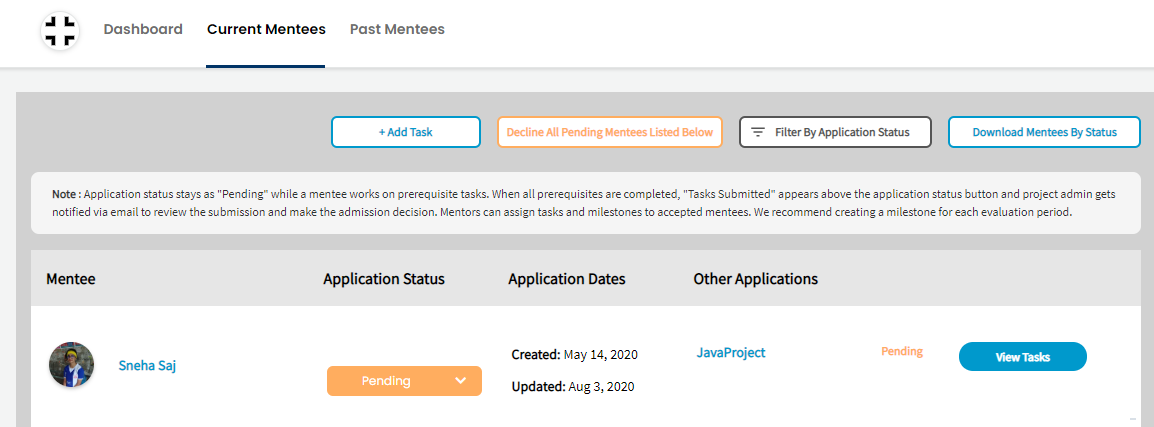 Dashboard Current Mentees Past Mentees
+ Add Task Decline All Pending Mentees Listed Below Filter By Application Status Download Mentees By Status
Note : Application status stays as "Pending" while a mentee works on prerequisite tasks. When all prerequisites are completed, "Tasks Submitted" appears above the application status button and project admin gets
notified via email to review the submission and make the admission decision. Mentors can assign tasks and milestones to accepted mentees. We recommend creating a milestone for each evaluation period.
Mentee Application Status Application Dates Other Applications
Sneha Saj Pending Created: May 14, 2020 JavaProject Pending View Tasks
Updated: Aug 3, 2020